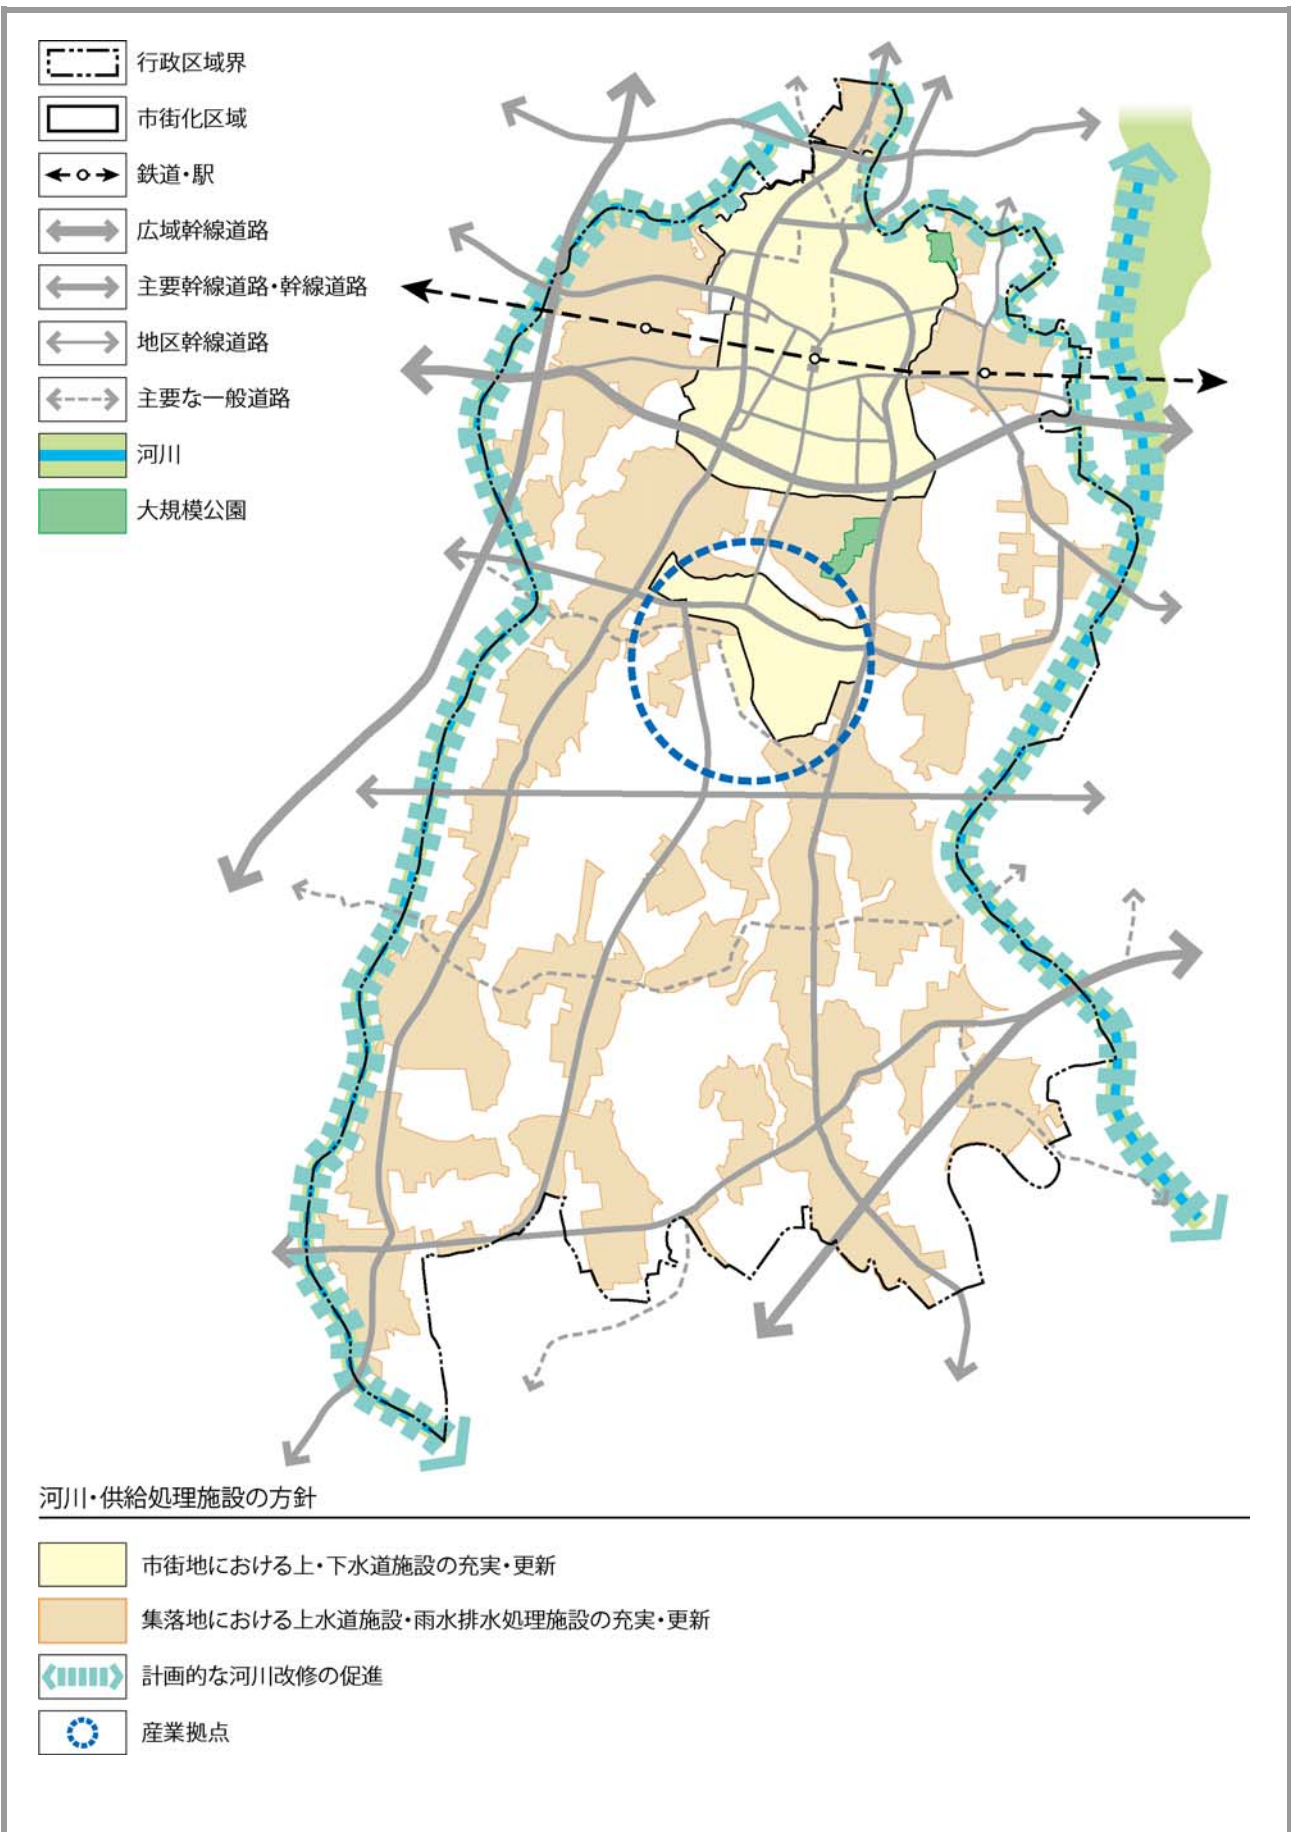 行政区域界
市街化区域
鉄道・駅
広域幹線道路
主要幹線道路・幹線道路
地区幹線道路
主要な一般道路
河川
大規模公園
河川・供給処理施設の方針
市街地における上・下水道施設の充実・更新
集落地における上水道施設・雨水排水処理施設の充実・更新
計画的な河川改修の促進
産業拠点